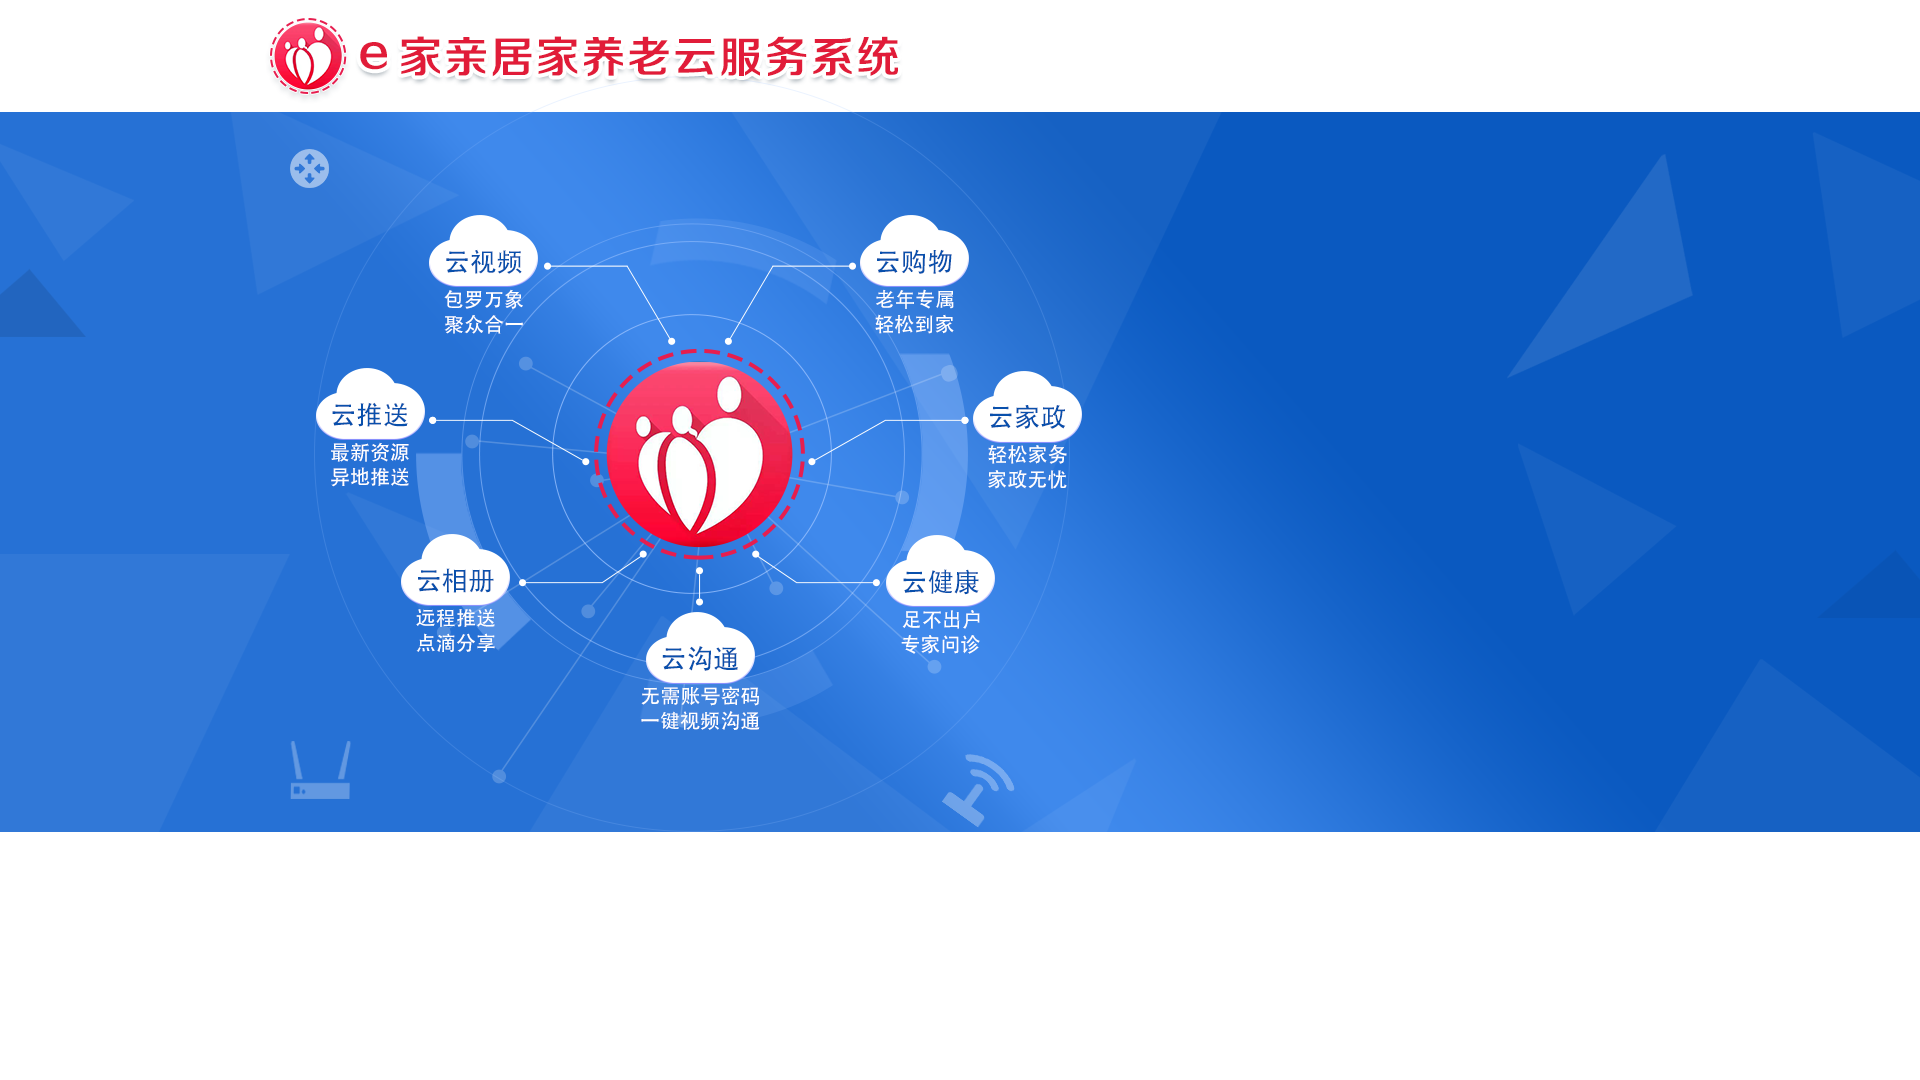 e家亲居家养老云服务系统
云视频
包罗万象
聚众合一
云购物
老年专属
轻松到家
云推送
最新资源
异地推送
云家政
轻松家务
家政无忧
云相册
远程推送
点滴分享
云健康
足不出户
专家问诊
云沟通
无需账号密码
一键视频沟通